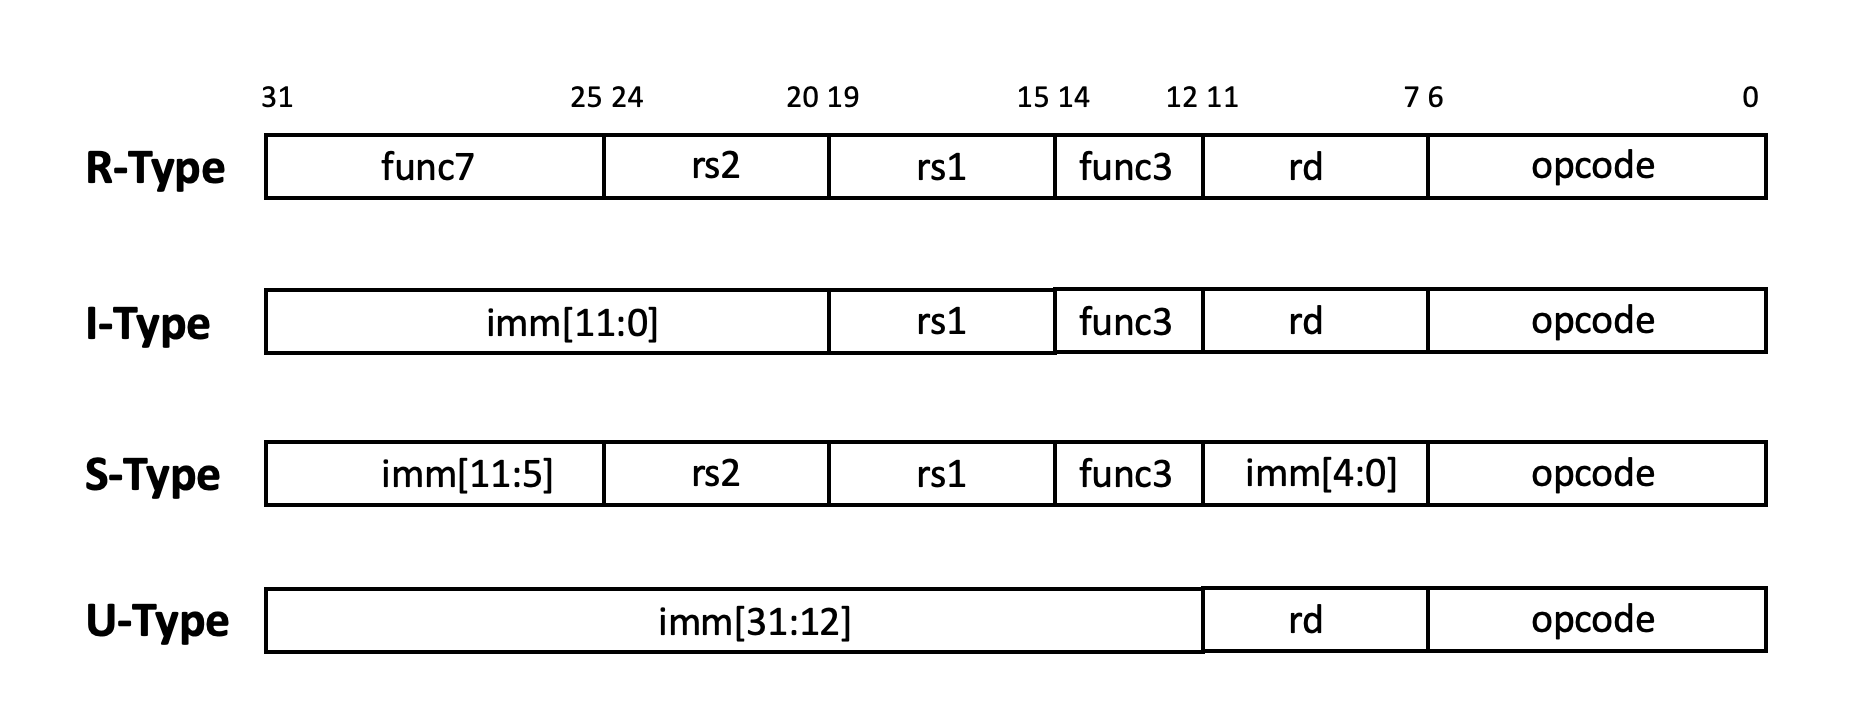 31 25 24 20 19 15 14 12 11 7 6 0
R-Type func7 rs2 rs1 func3 rd opcode
I-Type imm[11:0] rs1 func3 rd opcode
S-Type imm[11:5] rs2 rs1 func3 imm[4:0] opcode
U-Type imm[31:12] rd opcode